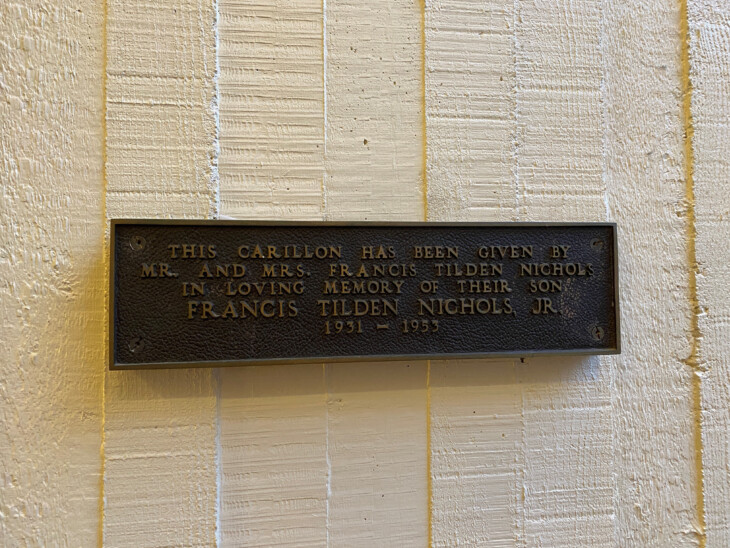 THIS CARILLON HAS BEEN GIVEN BY
MR. AND MRS. FRANCIS TILDEN NICHOLS
IN LOVING MEMORY OF THEIR SON
FRANCIS TILDEN NICHOLS, JR.
1931 – 1953